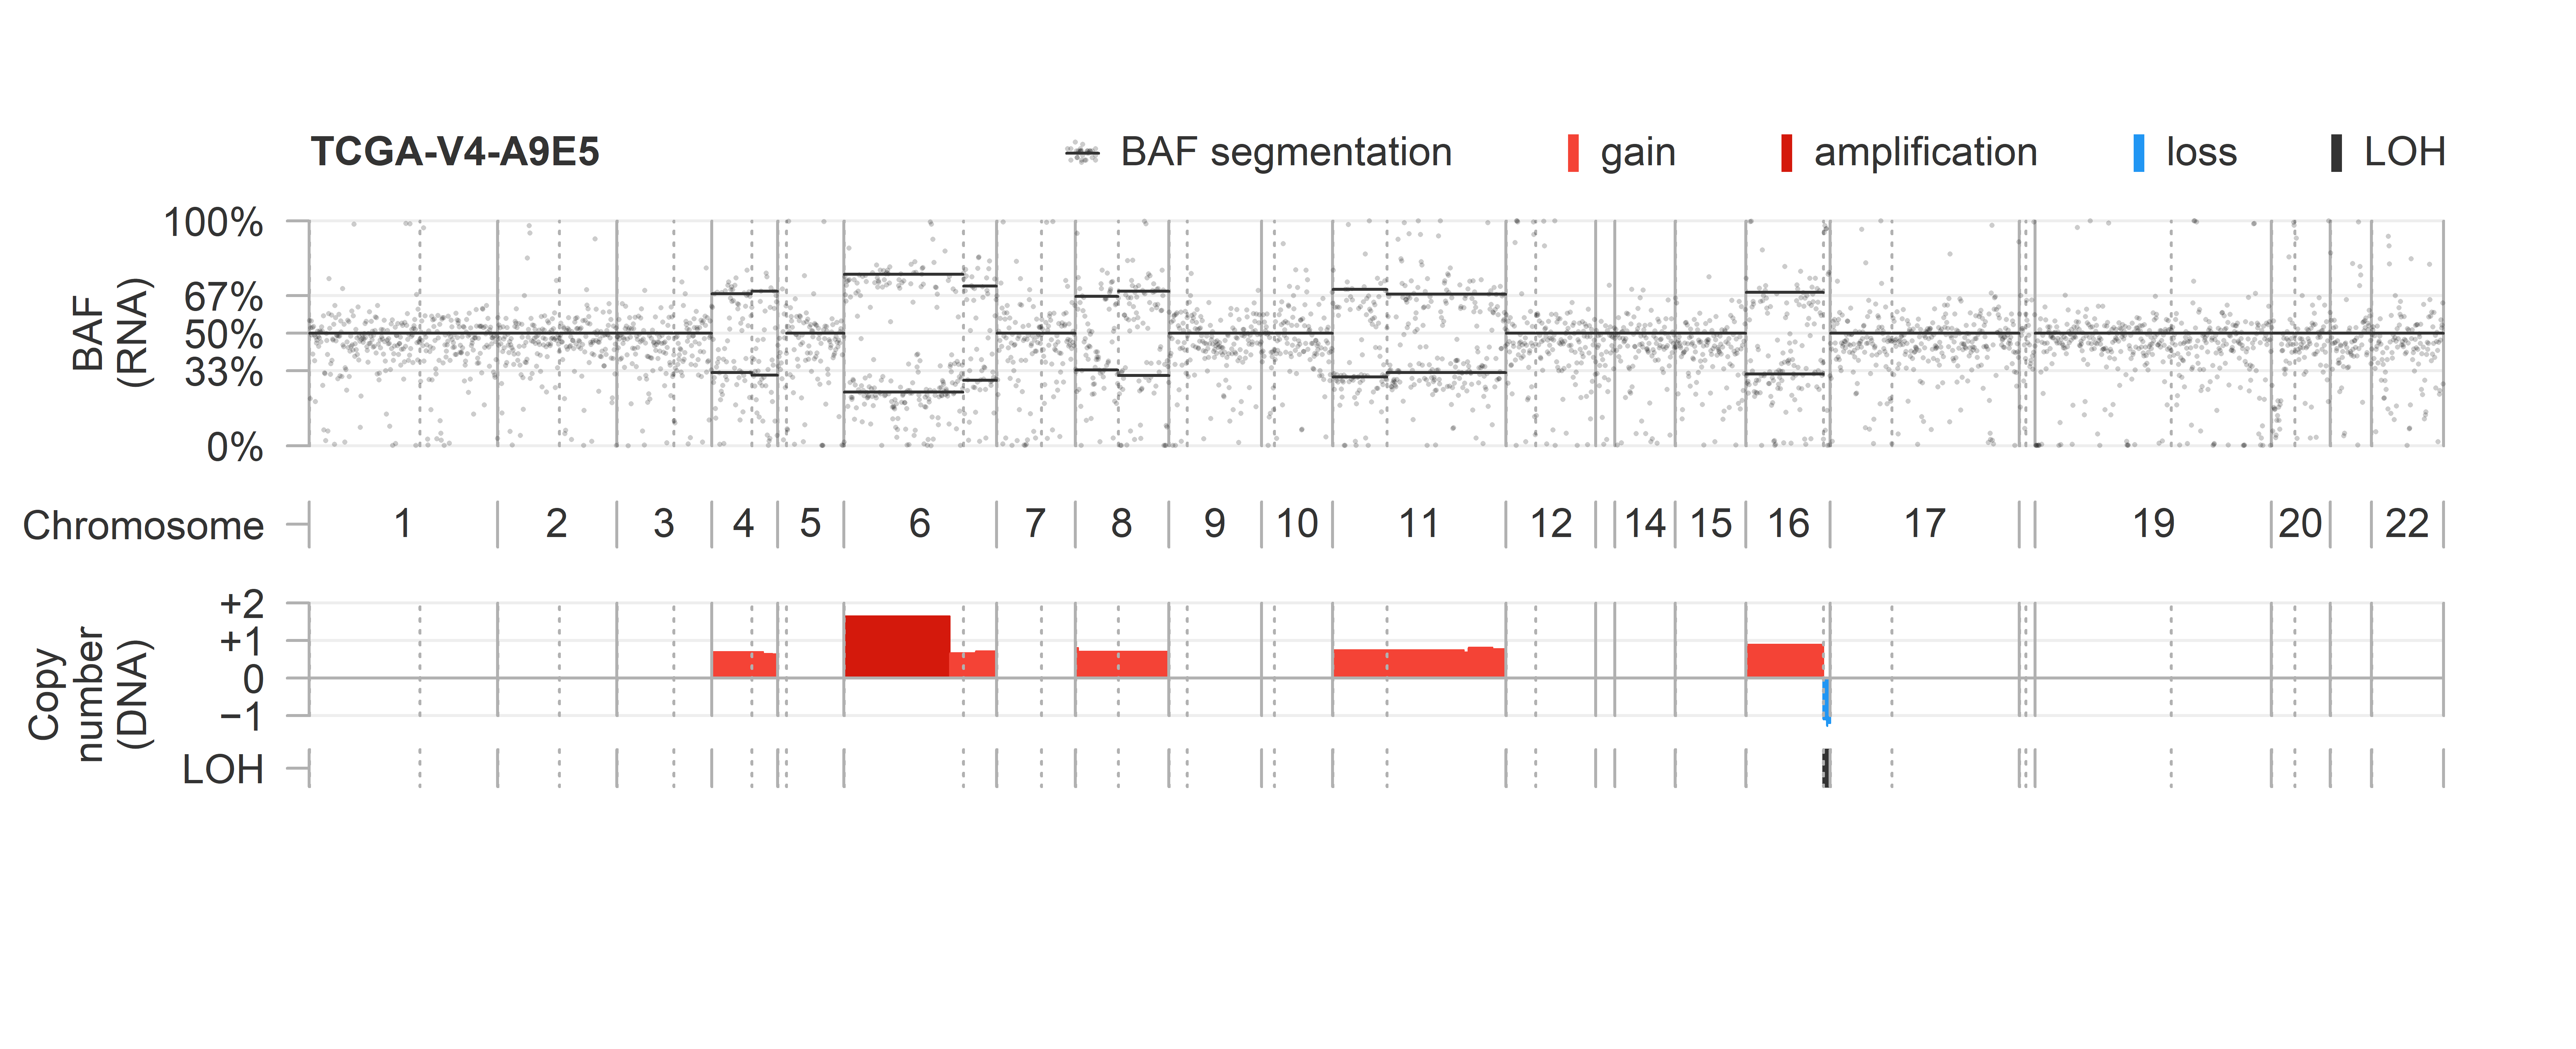 TCGA-V4-A9E5
BAF segmentation
gain
amplification
loss
LOH
BAF
(RNA)
100%
67%
50%
33%
0%
Chromosome
1 2 3 4 5 6 7 8 9 10 11 12 14 15 16 17 19 20 22
Copy
number
(DNA)
+2
+1
0
−1
LOH